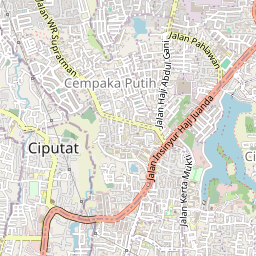 Jalan WR Supratman
Jalan Pahlawan
Cempaka Putih
Jalan Haji Abdul Gani
Jalan Insinyur Haji Juanda
Ciputat
Jalan Kerta Mukti
Ci